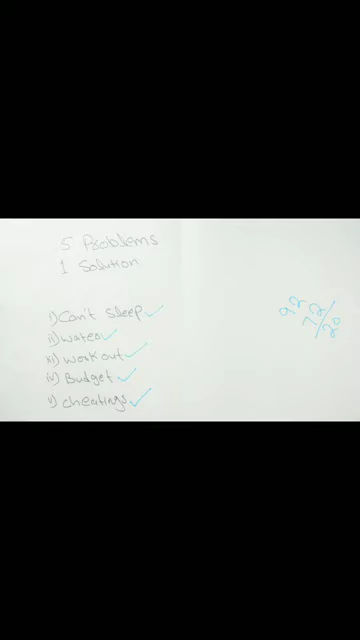 5 Problems
1 Solution
i) Can't sleep
ii) water
iii) work out
iv) Budget
v) cheatings